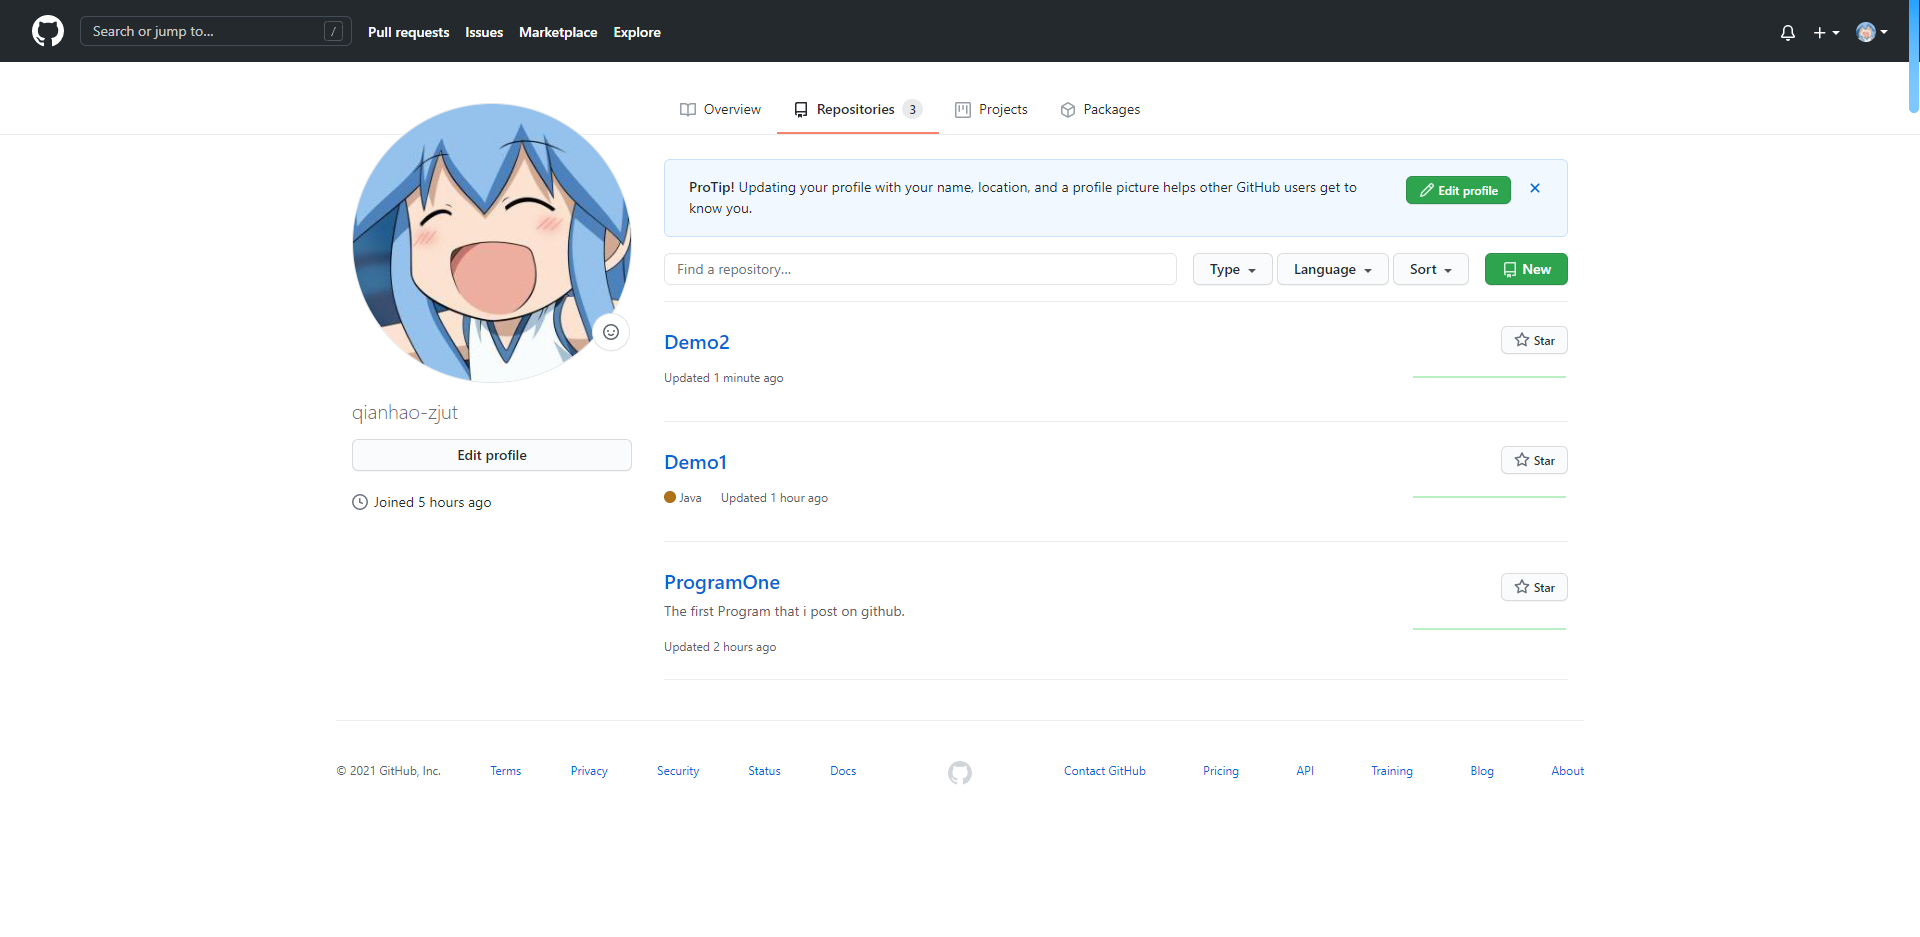 Search or jump to... /
Pull requests Issues Marketplace Explore
Overview Repositories 3 Projects Packages
ProTip! Updating your profile with your name, location, and a profile picture helps other GitHub users get to
know you.
Edit profile
Find a repository...
Type Language Sort New
qianhao-zjut
Edit profile
Joined 5 hours ago
Demo2
Star
Updated 1 minute ago
Demo1
Star
Java Updated 1 hour ago
ProgramOne
Star
The first Program that i post on github.
Updated 2 hours ago
© 2021 GitHub, Inc. Terms Privacy Security Status Docs Contact GitHub Pricing API Training Blog About